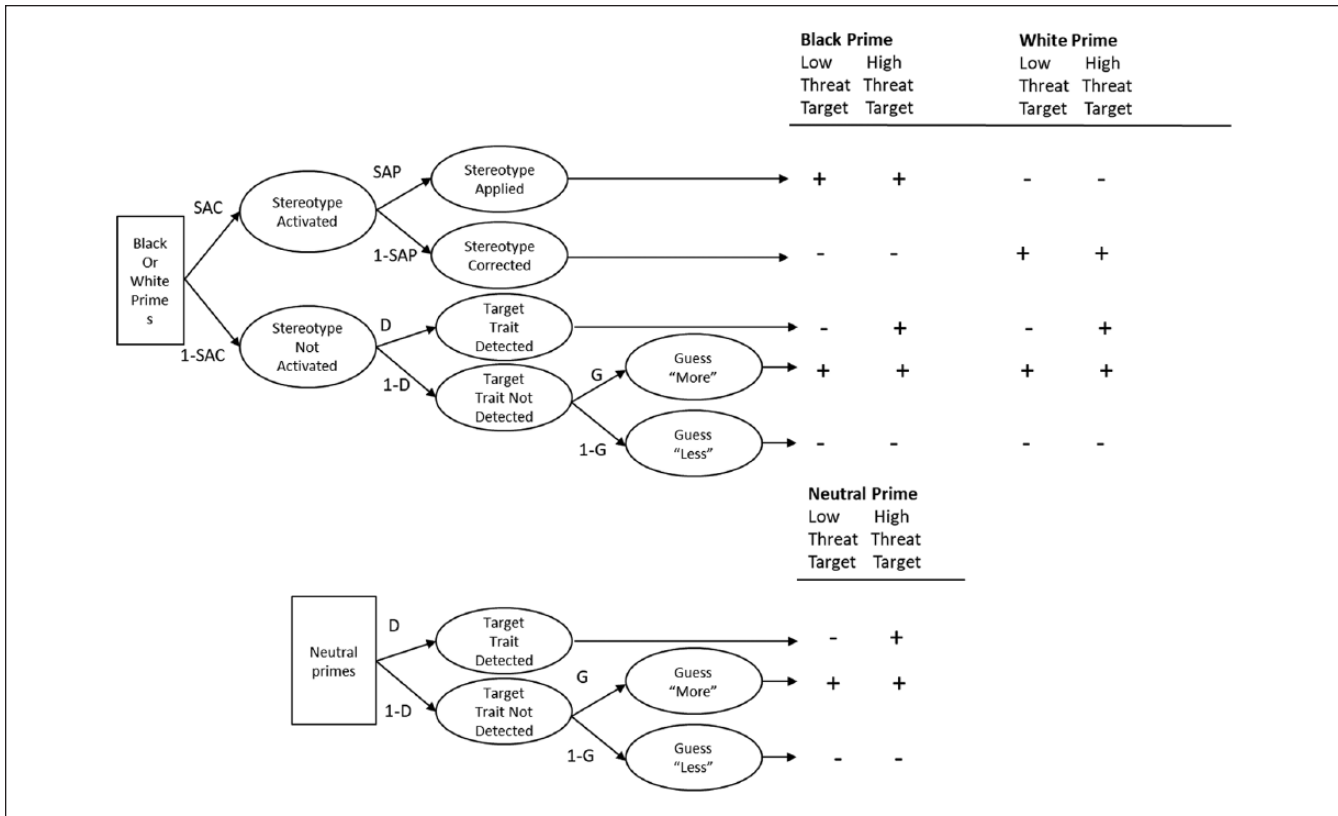 Black Prime White Prime
Low High Low High
Threat Threat Threat Threat
Target Target Target Target
SAP
Stereotype
Applied
+ + - -
SAC
Stereotype
Activated
Black
Or
White
Prime
s
1-SAP
Stereotype
Corrected
- - + +
1-SAC
Stereotype
Not
Activated
D
Target
Trait
Detected
- + - +
1-D
Target
Trait Not
Detected
G
Guess
“More”
+ + + +
1-G
Guess
“Less”
- - - -
Neutral Prime
Low High
Threat Threat
Target Target
Neutral
primes
D
Target
Trait
Detected
- +
1-D
Target
Trait Not
Detected
G
Guess
“More”
+ +
1-G
Guess
“Less”
- -